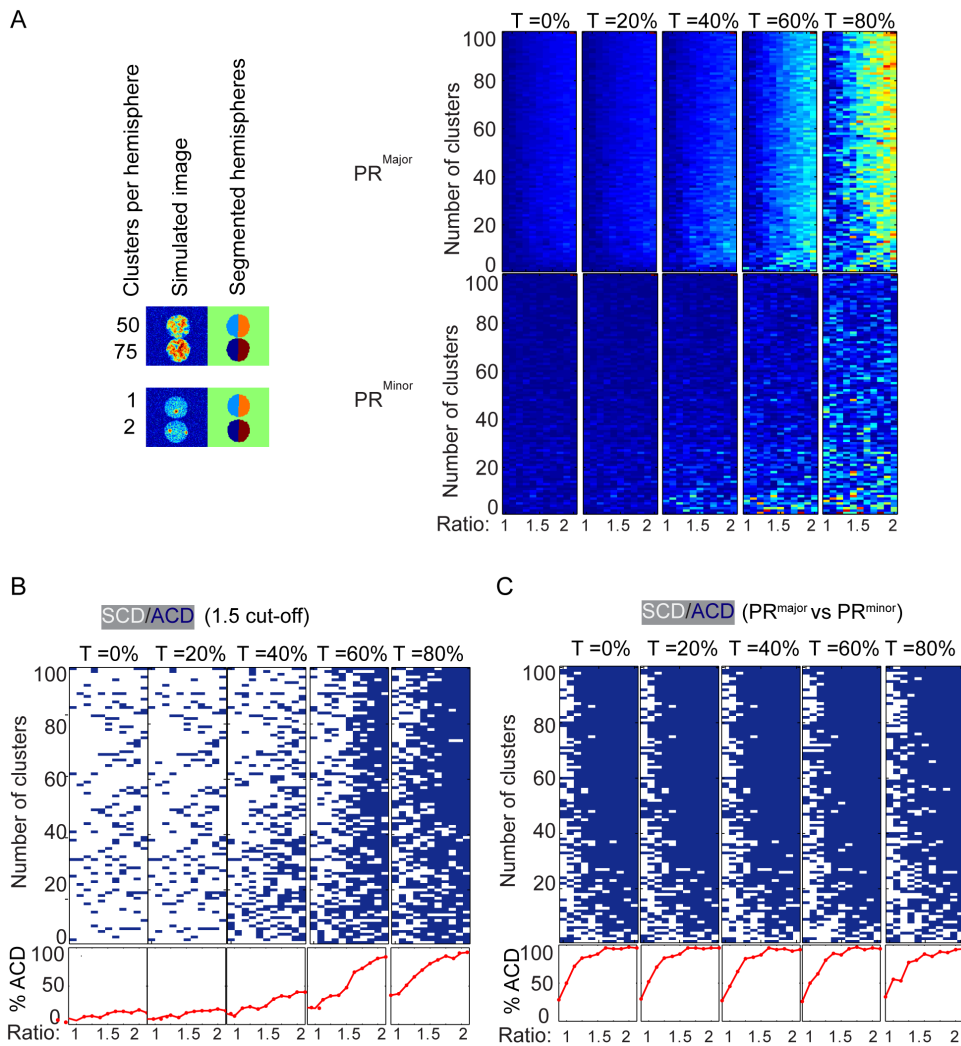 A
T =0% T =20% T =40% T =60% T =80%
Clusters per hemisphere
Simulated image
Segmented hemispheres
50
75
1
2
PR^Major
Number of clusters
100
80
60
40
20
0
PR^Minor
Number of clusters
100
80
60
40
20
0
Ratio: 1 1.5 2 1 1.5 2 1 1.5 2 1 1.5 2 1 1.5 2
B
SCD/ACD (1.5 cut-off)
T =0% T =20% T =40% T =60% T =80%
Number of clusters
100
80
60
40
20
0
% ACD
100
50
0
Ratio: 1 1.5 2 1 1.5 2 1 1.5 2 1 1.5 2 1 1.5 2
C
SCD/ACD (PR^major vs PR^minor)
T =0% T =20% T =40% T =60% T =80%
Number of clusters
100
80
60
40
20
% ACD
100
50
0
Ratio: 1 1.5 2 1 1.5 2 1 1.5 2 1 1.5 2 1 1.5 2